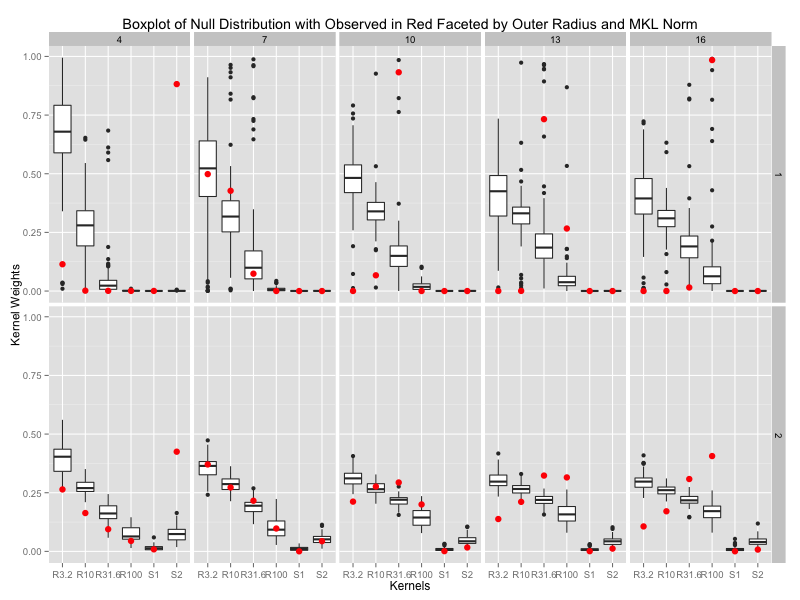 Boxplot of Null Distribution with Observed in Red Faceted by Outer Radius and MKL Norm
4 7 10 13 16
1.00
0.75
0.50
0.25
0.00
1
Kernel Weights
1.00
0.75
0.50
0.25
0.00
2
R3.2 R10 R31.6 R100 S1 S2 R3.2 R10 R31.6 R100 S1 S2 R3.2 R10 R31.6 R100 S1 S2 R3.2 R10 R31.6 R100 S1 S2 R3.2 R10 R31.6 R100 S1 S2
Kernels